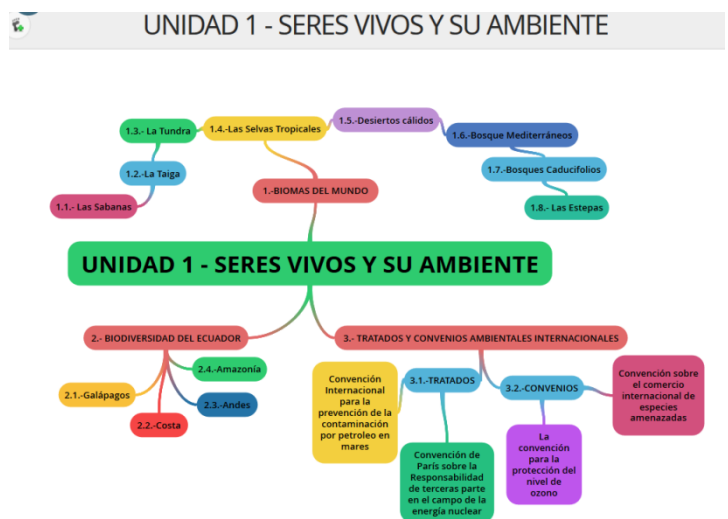 UNIDAD 1 - SERES VIVOS Y SU AMBIENTE
1.3.- La Tundra
1.4.-Las Selvas Tropicales
1.5.-Desiertos cálidos
1.6.-Bosque Mediterráneos
1.2.-La Taiga
1.7.-Bosques Caducifolios
1.1.- Las Sabanas
1.-BIOMAS DEL MUNDO
1.8.- Las Estepas
UNIDAD 1 - SERES VIVOS Y SU AMBIENTE
2.- BIODIVERSIDAD DEL ECUADOR
2.4.-Amazonía
2.1.-Galápagos
2.3.-Andes
2.2.-Costa
3.- TRATADOS Y CONVENIOS AMBIENTALES INTERNACIONALES
3.1.-TRATADOS
Convención
Internacional
para la
prevención de la
contaminación
por petroleo en
mares
Convención de
París sobre la
Responsabilidad
de terceras parte
en el campo de la
energía nuclear
3.2.-CONVENIOS
La
convención
para la
protección del
nivel de
ozono
Convención sobre
el comercio
internacional de
especies
amenazadas